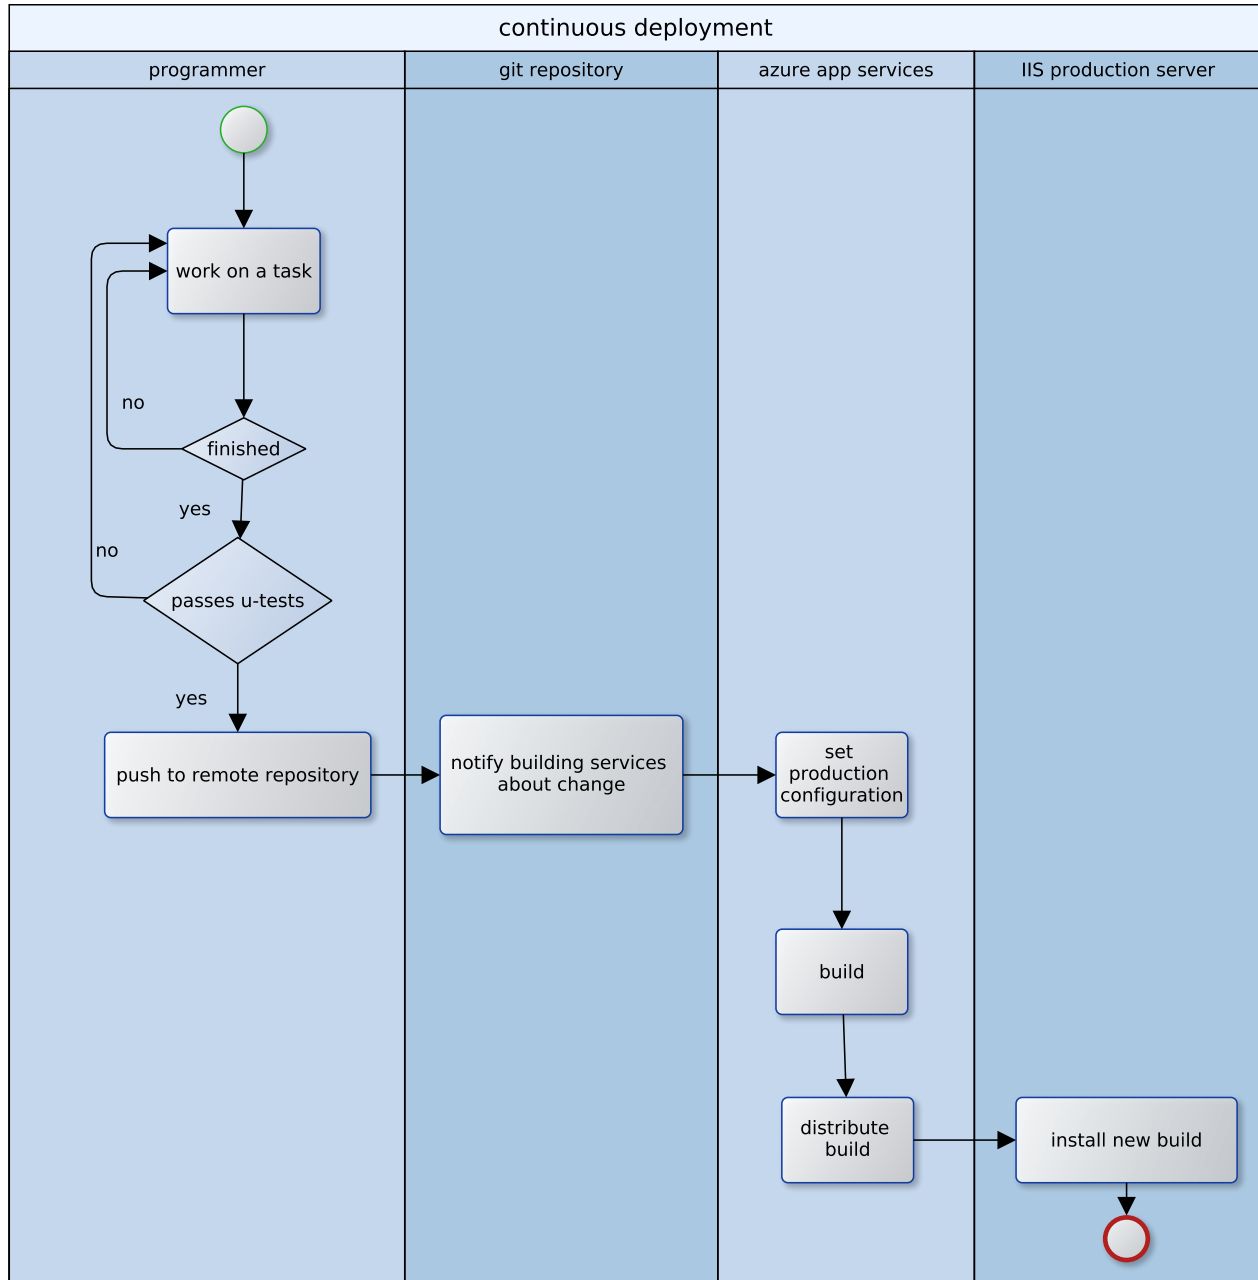 continuous deployment
programmer
git repository
azure app services
IIS production server
work on a task
no
finished
yes
no
passes u-tests
yes
push to remote repository
notify building services
about change
set
production
configuration
build
distribute
build
install new build